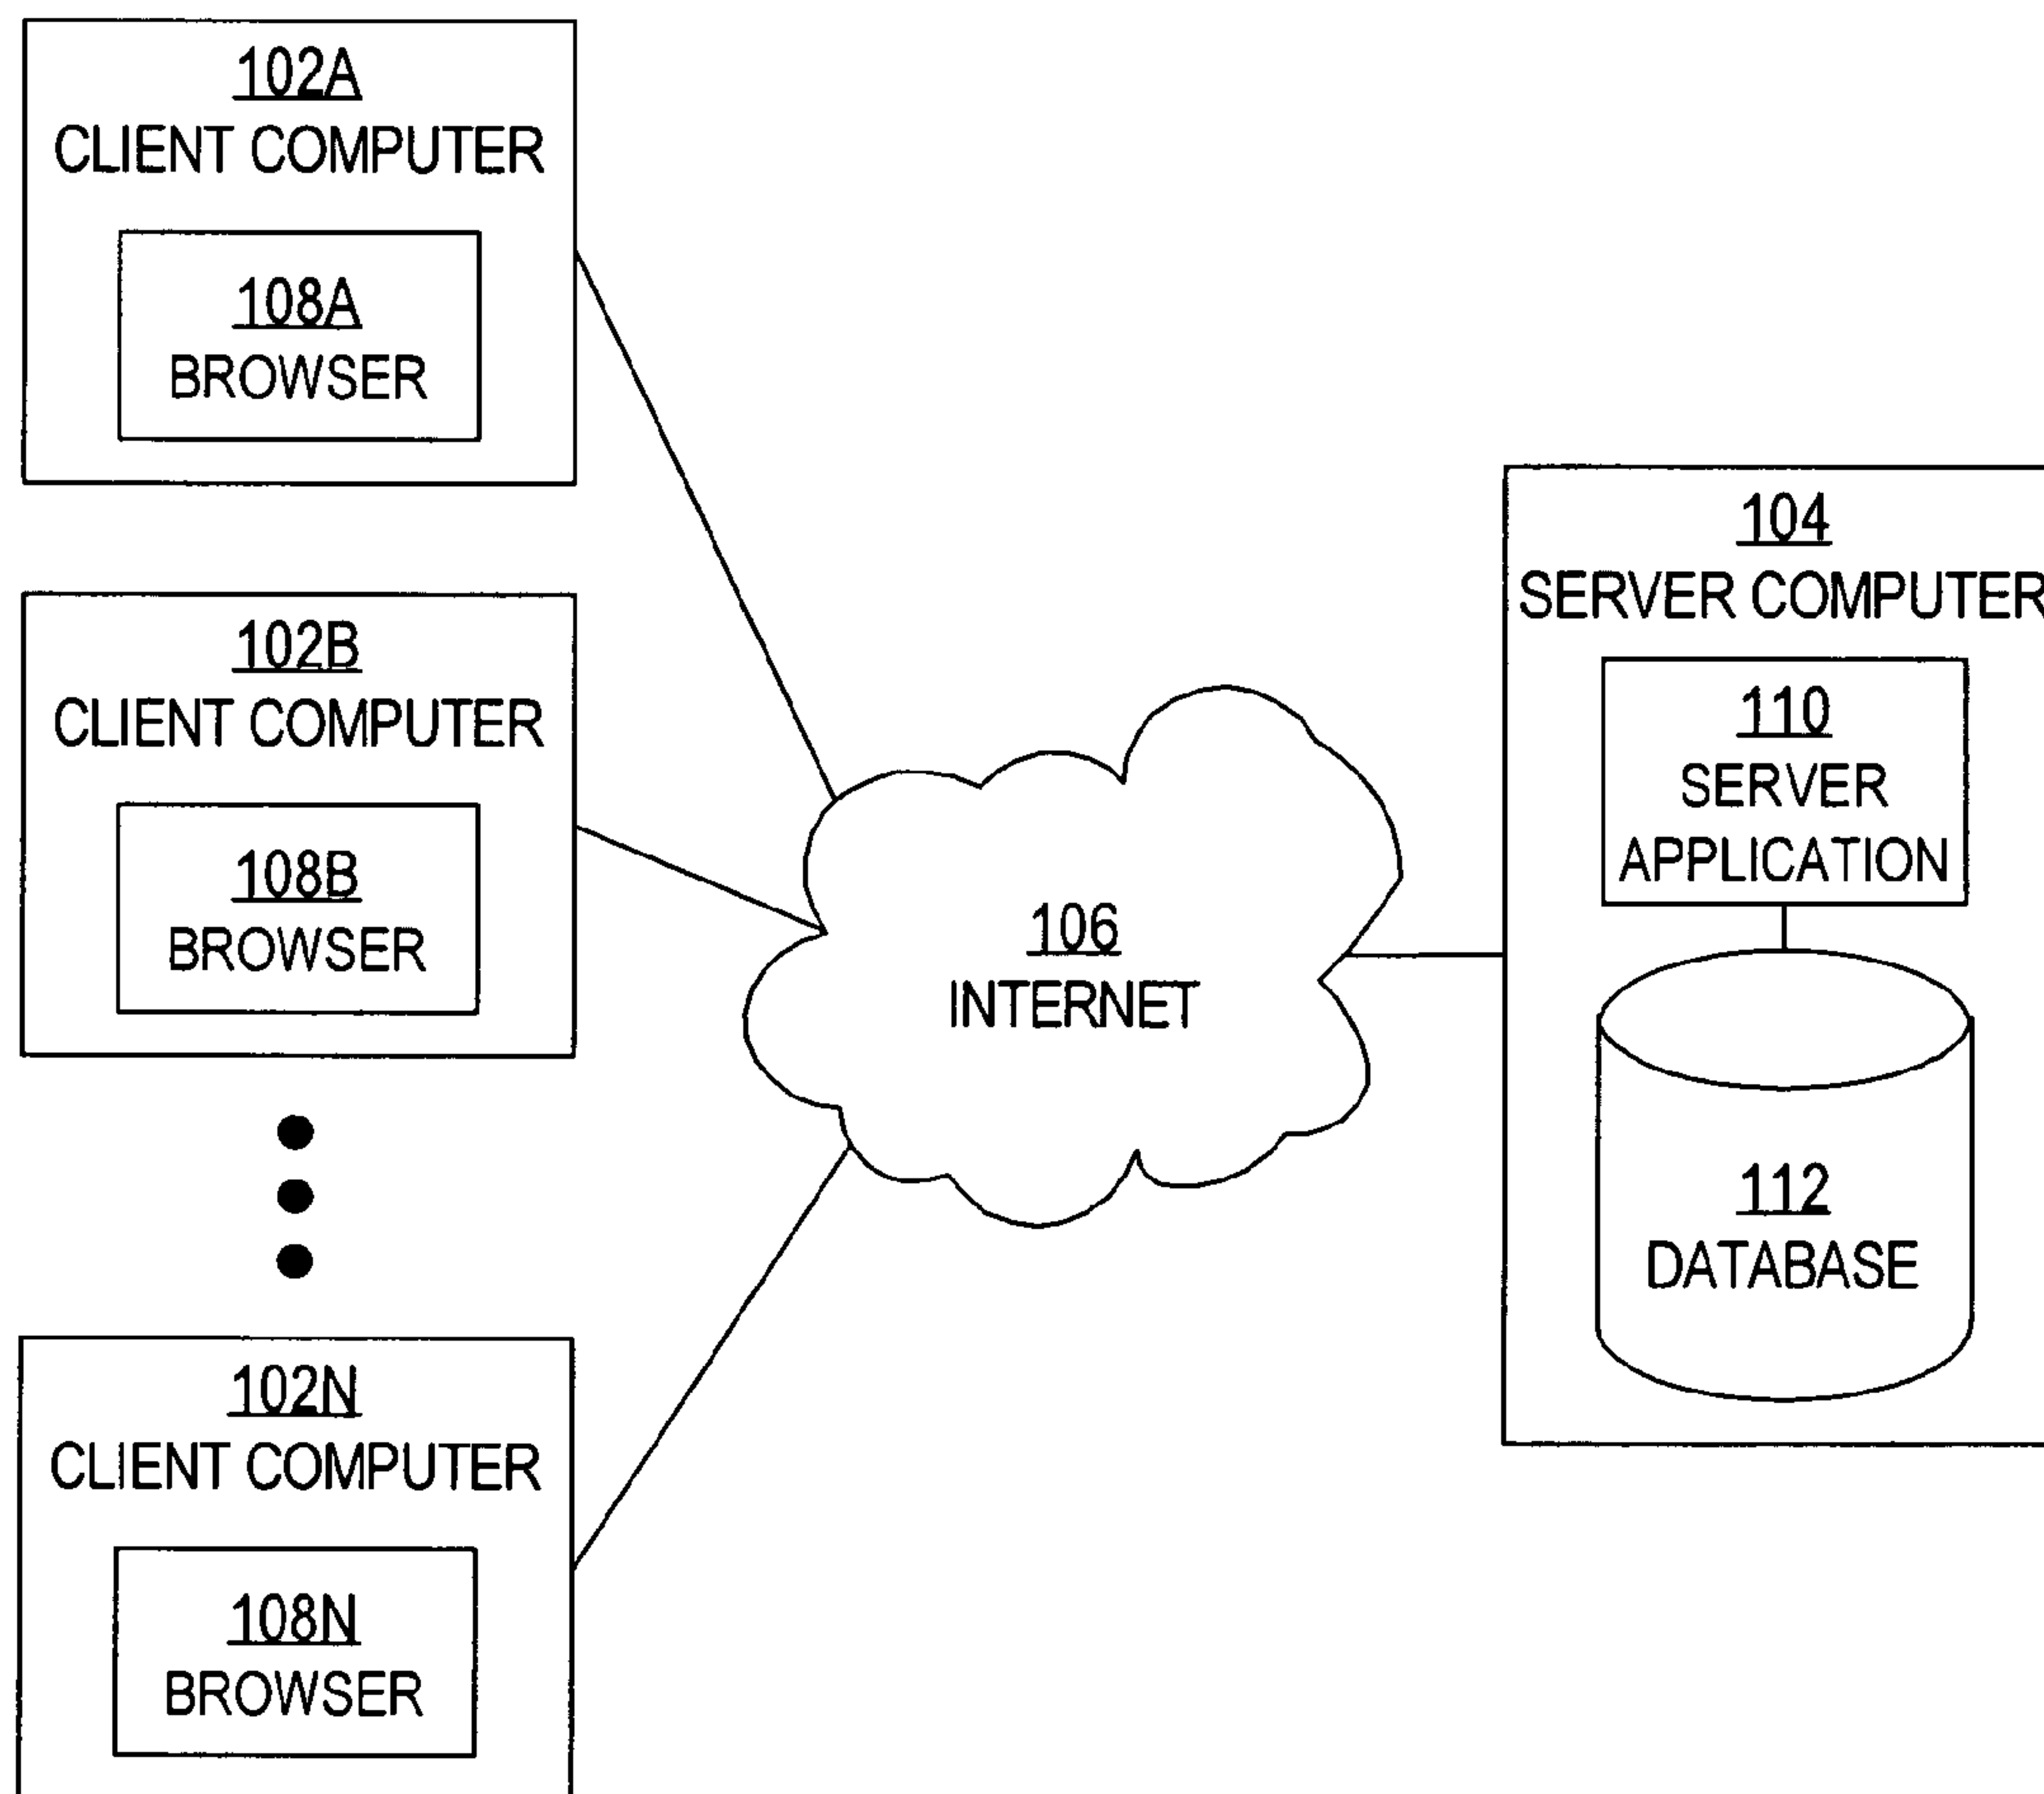 102A
CLIENT COMPUTER
108A
BROWSER
102B
CLIENT COMPUTER
108B
BROWSER
102N
CLIENT COMPUTER
108N
BROWSER
106
INTERNET
104
SERVER COMPUTER
110
SERVER
APPLICATION
112
DATABASE